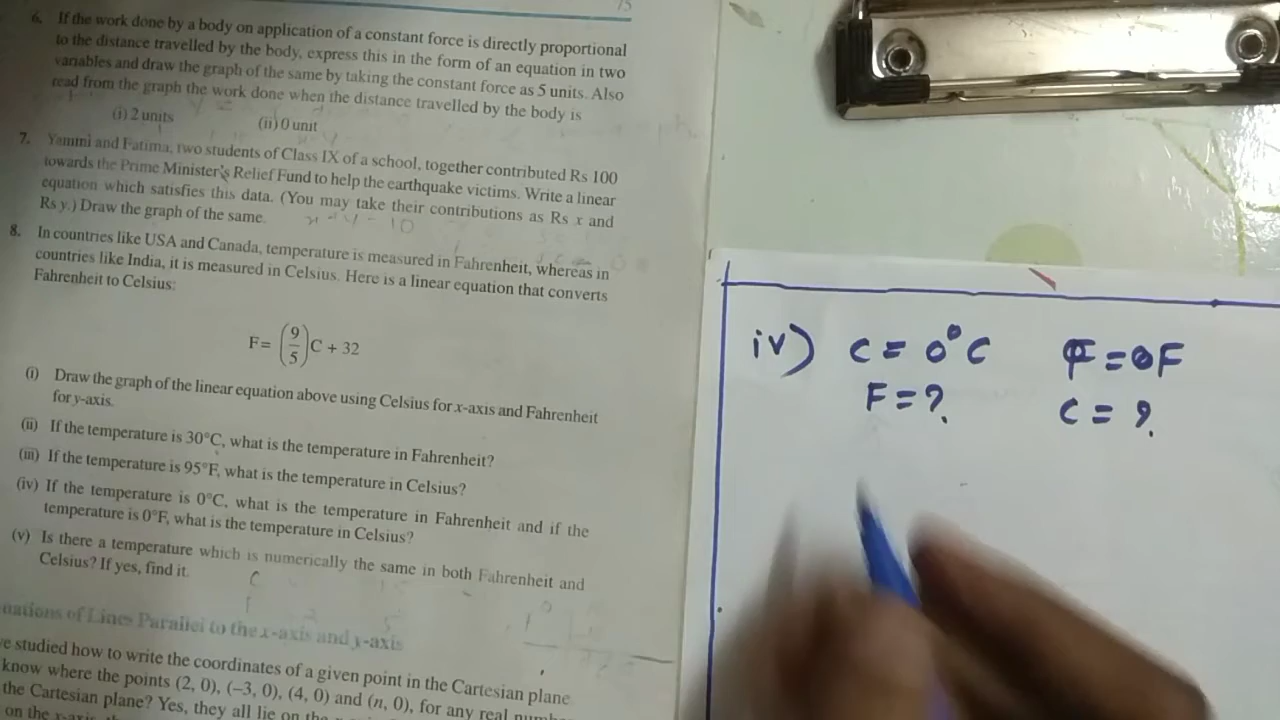 75
6. If the work done by a body on application of a constant force is directly proportional
to the distance travelled by the body, express this in the form of an equation in two
variables and draw the graph of the same by taking the constant force as 5 units. Also
read from the graph the work done when the distance travelled by the body is
(i) 2 units (ii) 0 unit
7. Yamini and Fatima, two students of Class IX of a school, together contributed Rs 100
towards the Prime Minister's Relief Fund to help the earthquake victims. Write a linear
equation which satisfies this data. (You may take their contributions as Rs x and
Rs y.) Draw the graph of the same.
8. In countries like USA and Canada, temperature is measured in Fahrenheit, whereas in
countries like India, it is measured in Celsius. Here is a linear equation that converts
Fahrenheit to Celsius:
F = (9/5) C + 32
(i) Draw the graph of the linear equation above using Celsius for x-axis and Fahrenheit
for y-axis.
(ii) If the temperature is 30°C, what is the temperature in Fahrenheit?
(iii) If the temperature is 95°F, what is the temperature in Celsius?
(iv) If the temperature is 0°C, what is the temperature in Fahrenheit and if the
temperature is 0°F, what is the temperature in Celsius?
(v) Is there a temperature which is numerically the same in both Fahrenheit and
Celsius? If yes, find it.
uations of Lines Parallel to the x-axis and y-axis
e studied how to write the coordinates of a given point in the Cartesian plane
know where the points (2, 0), (–3, 0), (4, 0) and (n, 0), for any real
the Cartesian plane? Yes, they all lie on the
on the
iv) C = 0°C F = 0F
F = ? C = ?